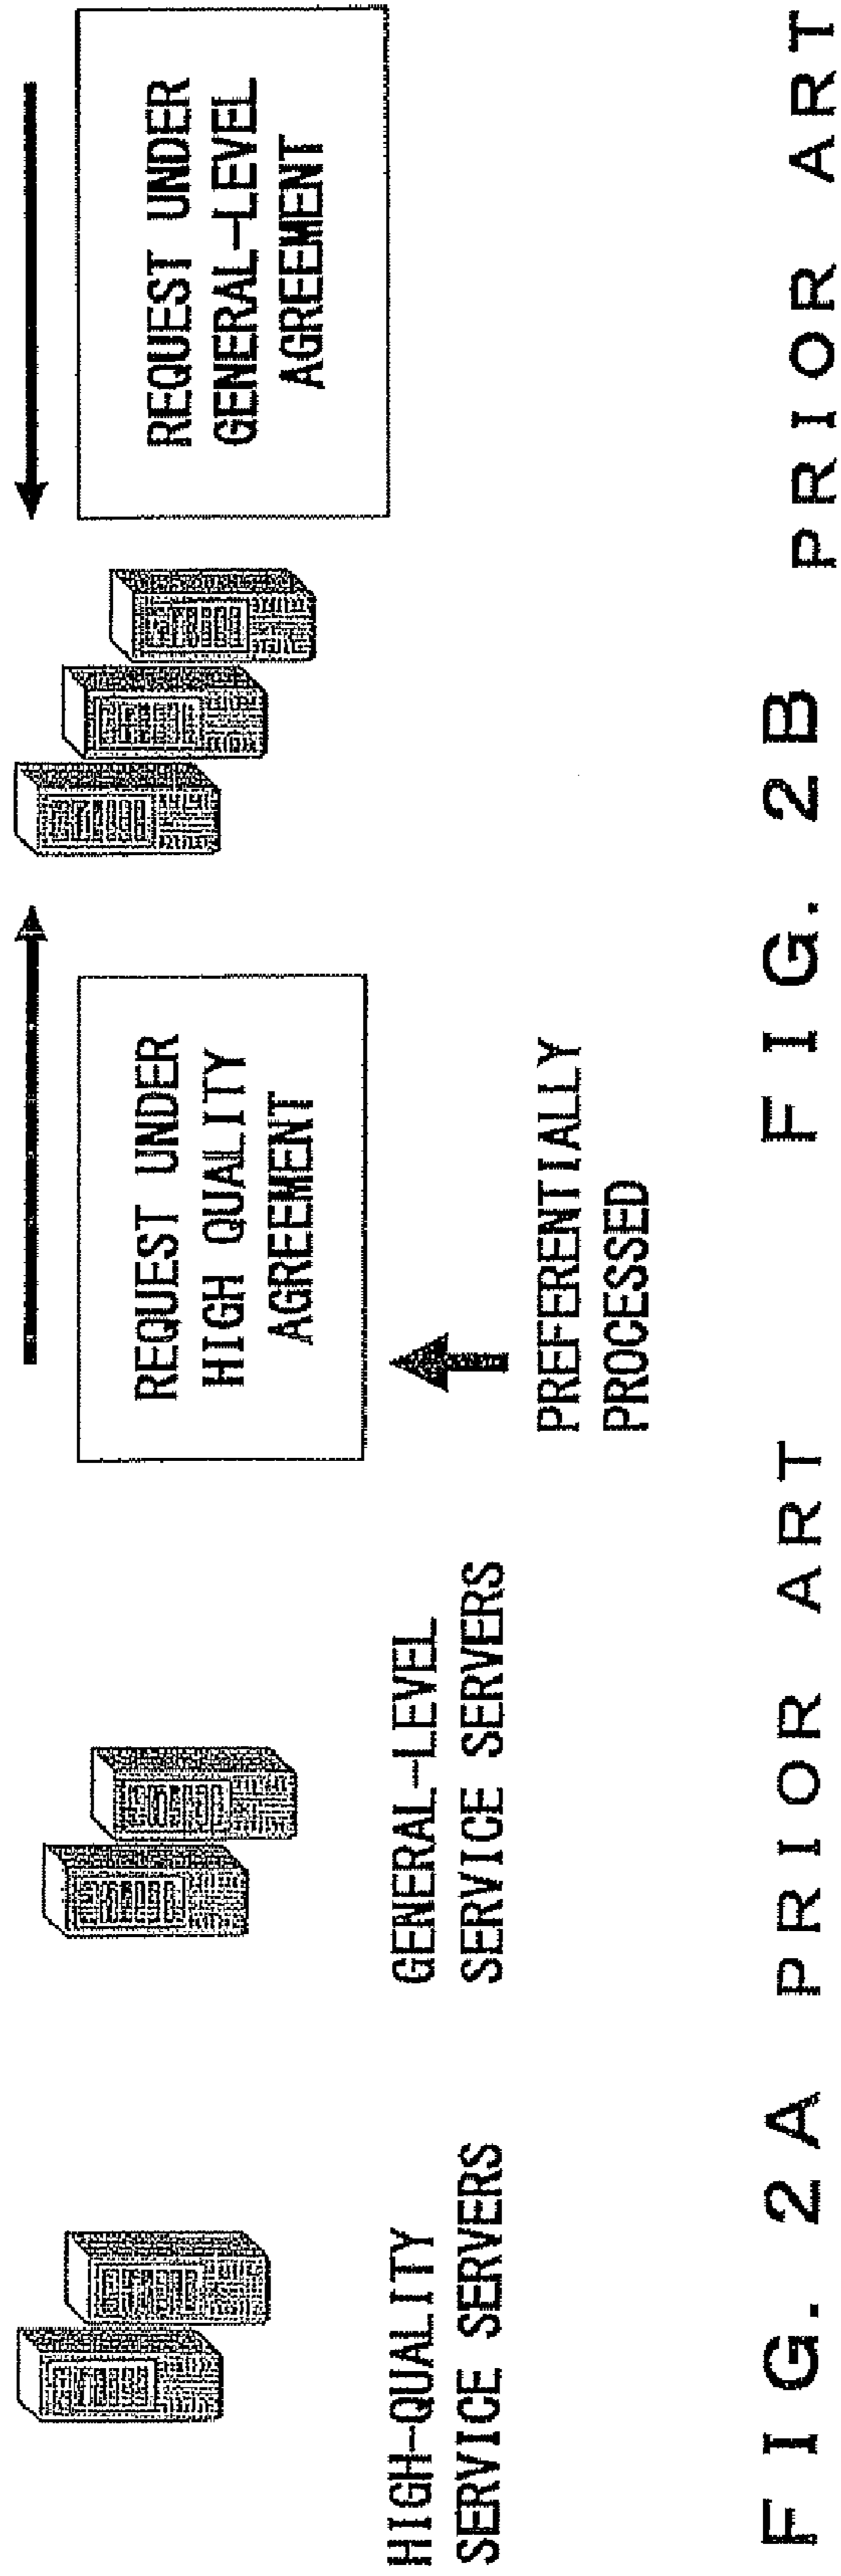 HIGH-QUALITY
SERVICE SERVERS
GENERAL-LEVEL
SERVICE SERVERS
FIG. 2A PRIOR ART
REQUEST UNDER
HIGH QUALITY
AGREEMENT
PREFERENTIALLY
PROCESSED
REQUEST UNDER
GENERAL-LEVEL
AGREEMENT
FIG. 2B PRIOR ART